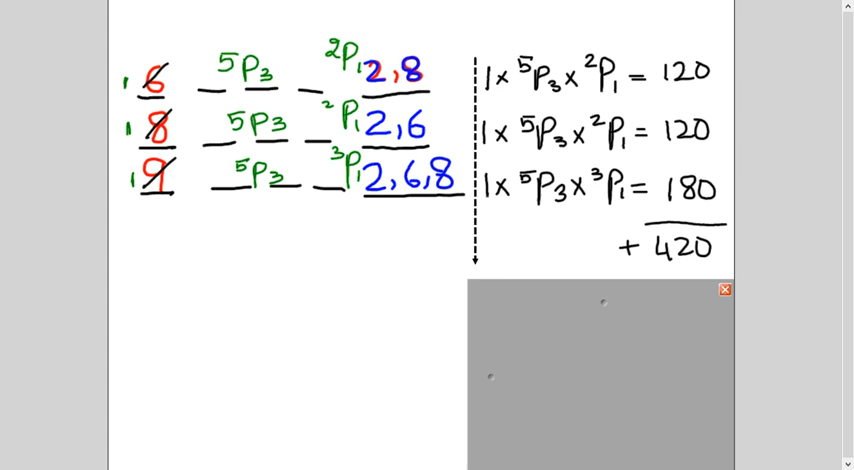 1 6 ⁵P₃ ²P₁ 2,8
1 8 ⁵P₃ ²P₁ 2,6
1 9 ⁵P₃ ³P₁ 2,6,8
1 × ⁵P₃ × ²P₁ = 120
1 × ⁵P₃ × ²P₁ = 120
1 × ⁵P₃ × ³P₁ = 180
+ 420